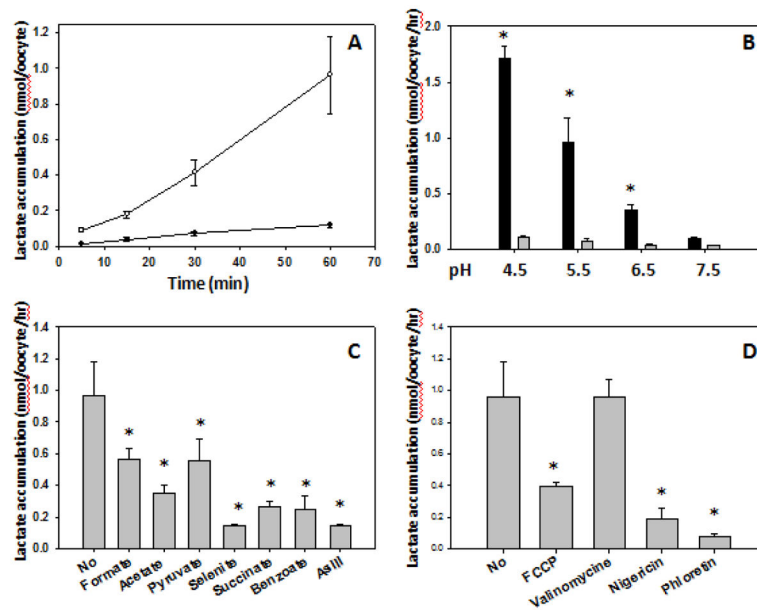 A
Lactate accumulation (nmol/oocyte)
1.2
1.0
0.8
0.6
0.4
0.2
0.0
0 10 20 30 40 50 60 70
Time (min)
B
Lactate accumulation (nmol/oocyte/hr)
2.0
1.5
1.0
0.5
0.0
* * *
pH 4.5 5.5 6.5 7.5
C
Lactate accumulation (nmol/oocyte/hr)
1.4
1.2
1.0
0.8
0.6
0.4
0.2
0.0
* * * * * * *
No
Formate
Acetate
Pyruvate
Selenite
Succinate
Benzoate
AsIII
D
Lactate accumulation (nmol/oocyte/hr)
1.4
1.2
1.0
0.8
0.6
0.4
0.2
0.0
* * *
No
FCCP
Valinomycine
Nigericin
Phloretin